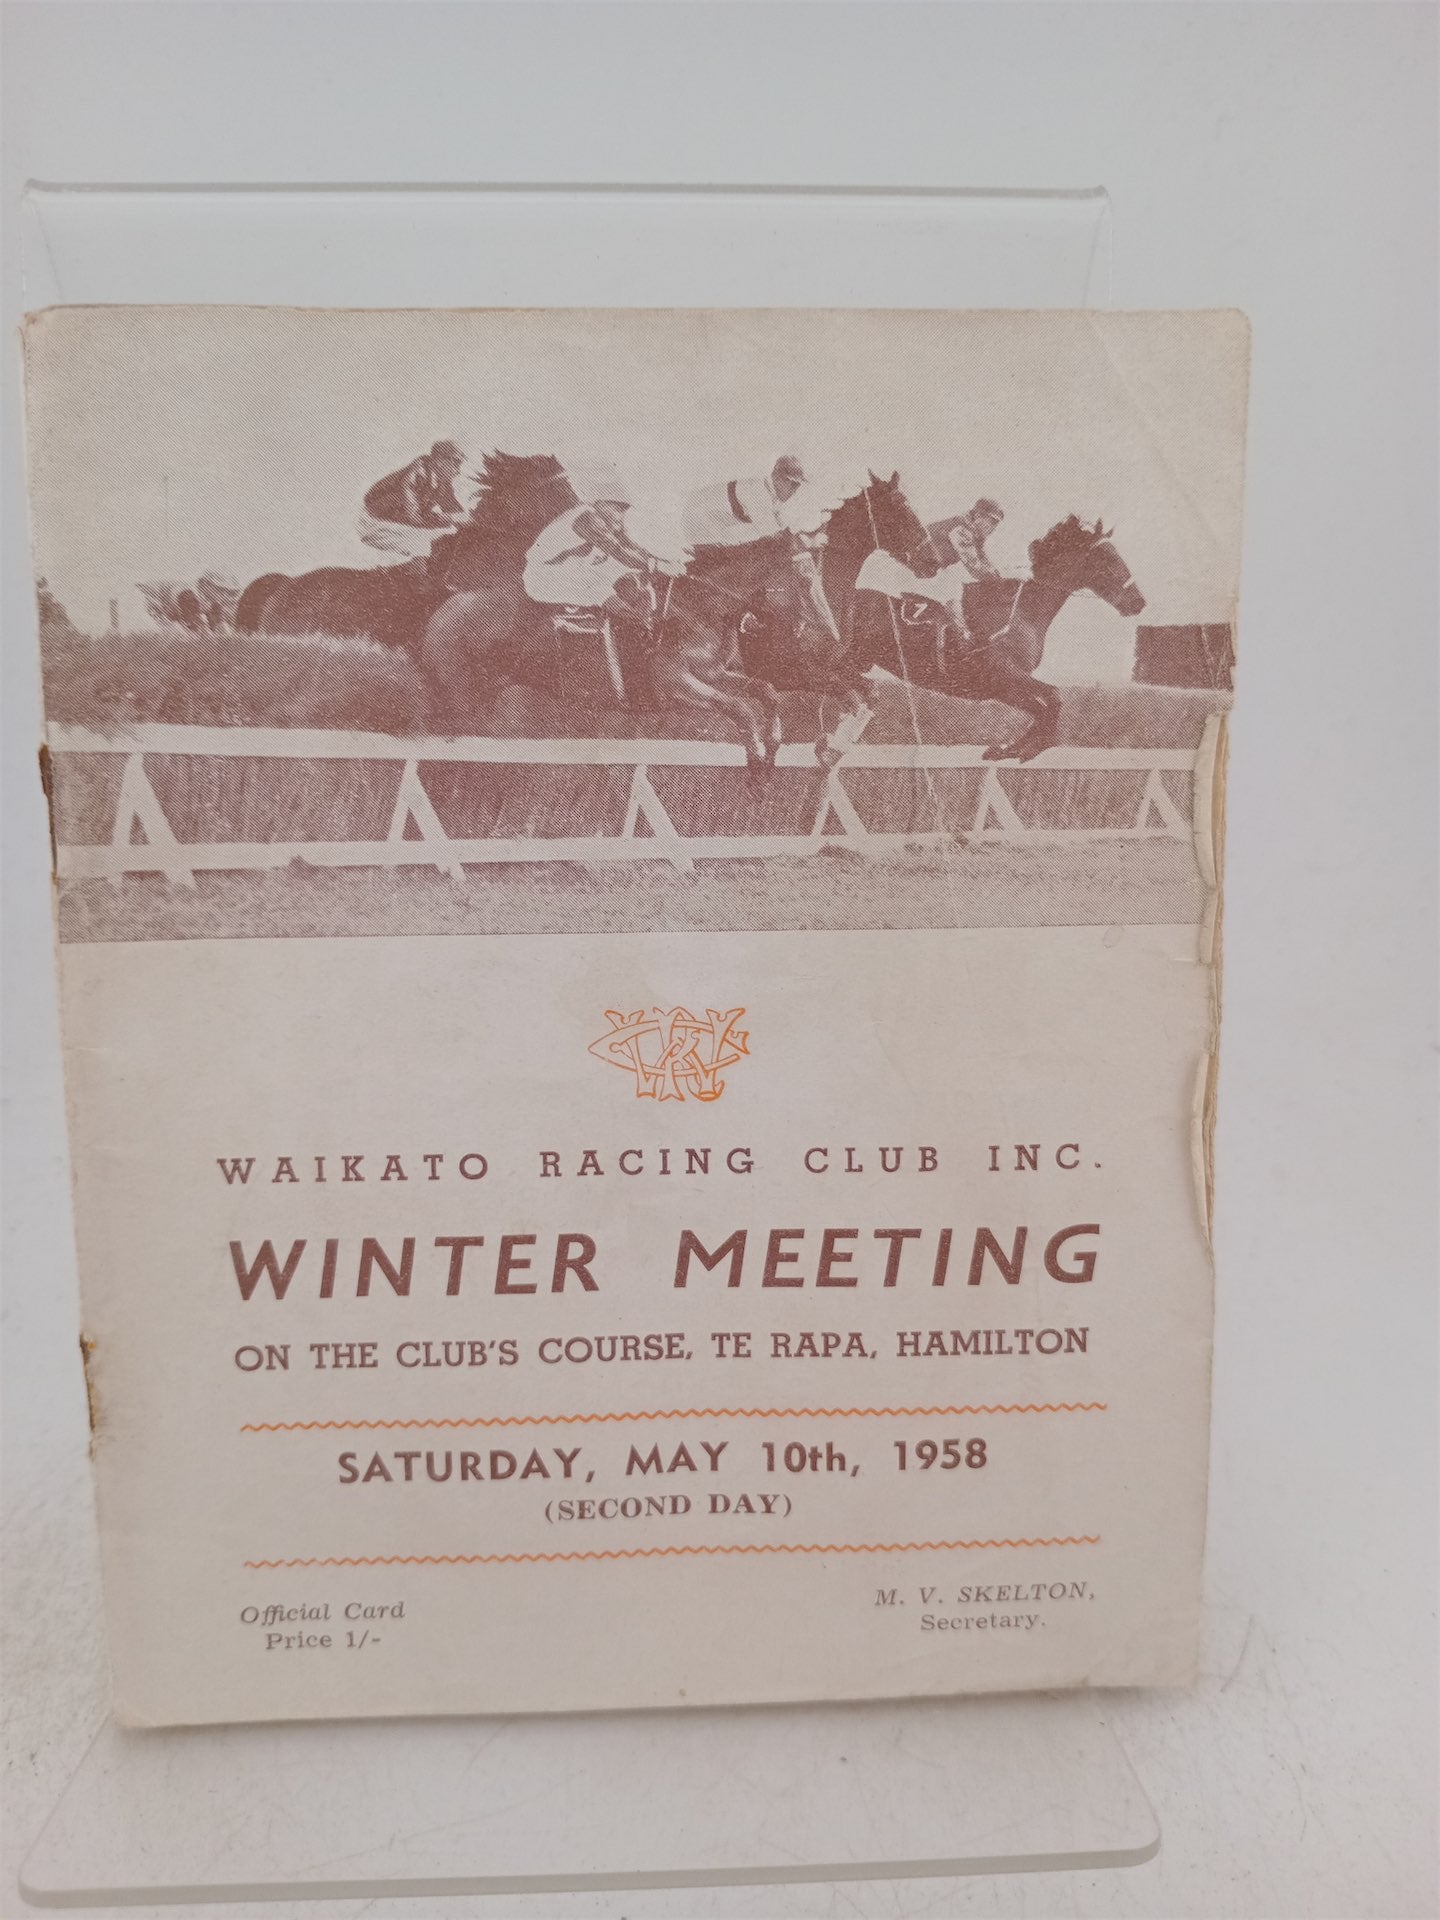 WAIKATO RACING CLUB INC.
WINTER MEETING
ON THE CLUB'S COURSE, TE RAPA, HAMILTON
SATURDAY, MAY 10th, 1958
(SECOND DAY)
Official Card
Price 1/-
M. V. SKELTON,
Secretary.